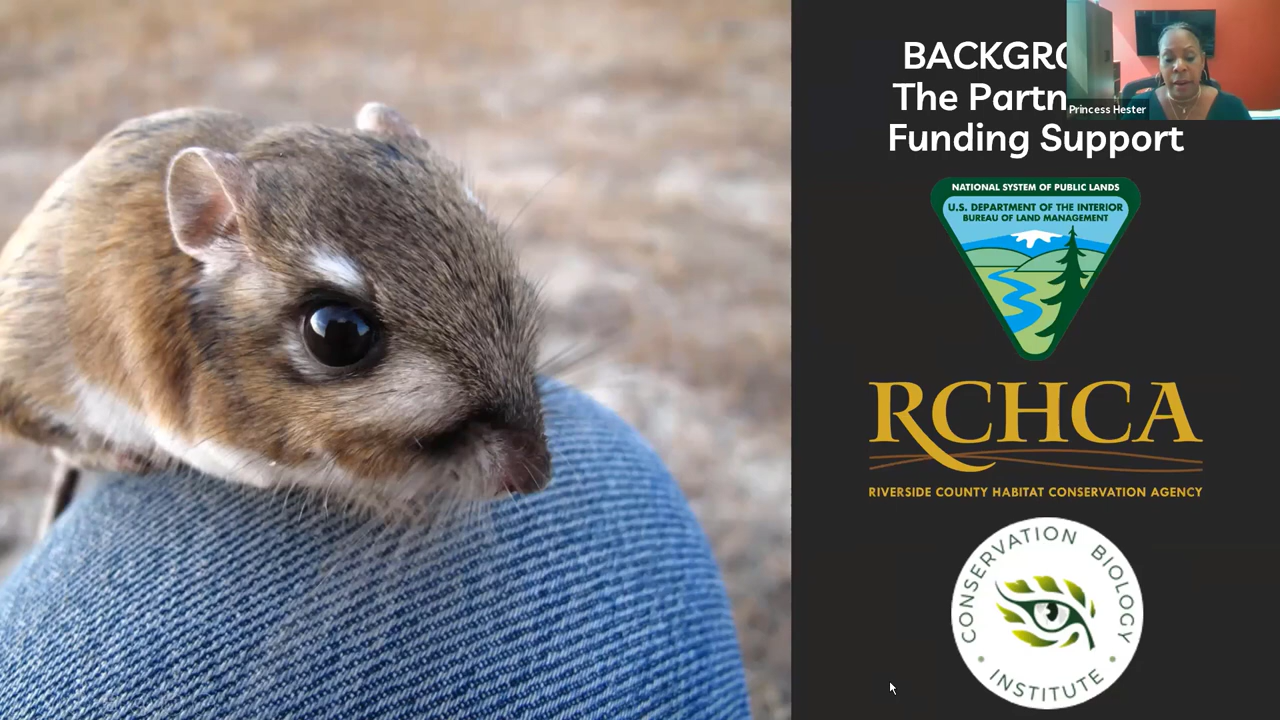 BACKGRO
The Partn
Funding Support
Princess Hester
NATIONAL SYSTEM OF PUBLIC LANDS
U.S. DEPARTMENT OF THE INTERIOR
BUREAU OF LAND MANAGEMENT
RCHCA
RIVERSIDE COUNTY HABITAT CONSERVATION AGENCY
CONSERVATION BIOLOGY
INSTITUTE